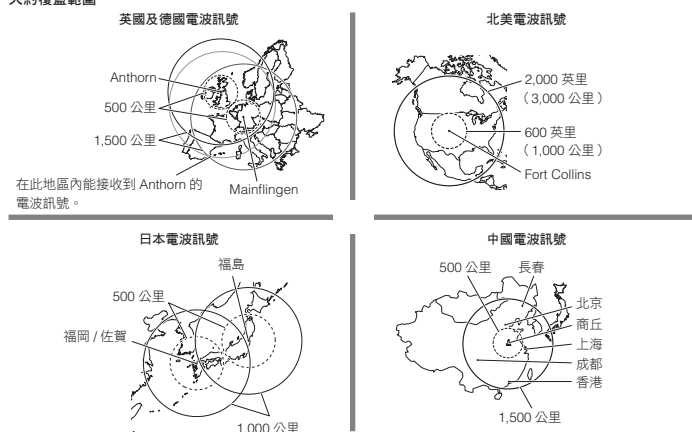 大約覆蓋範圍
英國及德國電波訊號
Anthorn
500 公里
1,500 公里
在此地區內能接收到 Anthorn 的
電波訊號。
Mainflingen
北美電波訊號
2,000 英里
（3,000 公里）
600 英里
（1,000 公里）
Fort Collins
日本電波訊號
福島
500 公里
福岡 / 佐賀
1,000 公里
中國電波訊號
500 公里
長春
北京
商丘
上海
成都
香港
1,500 公里